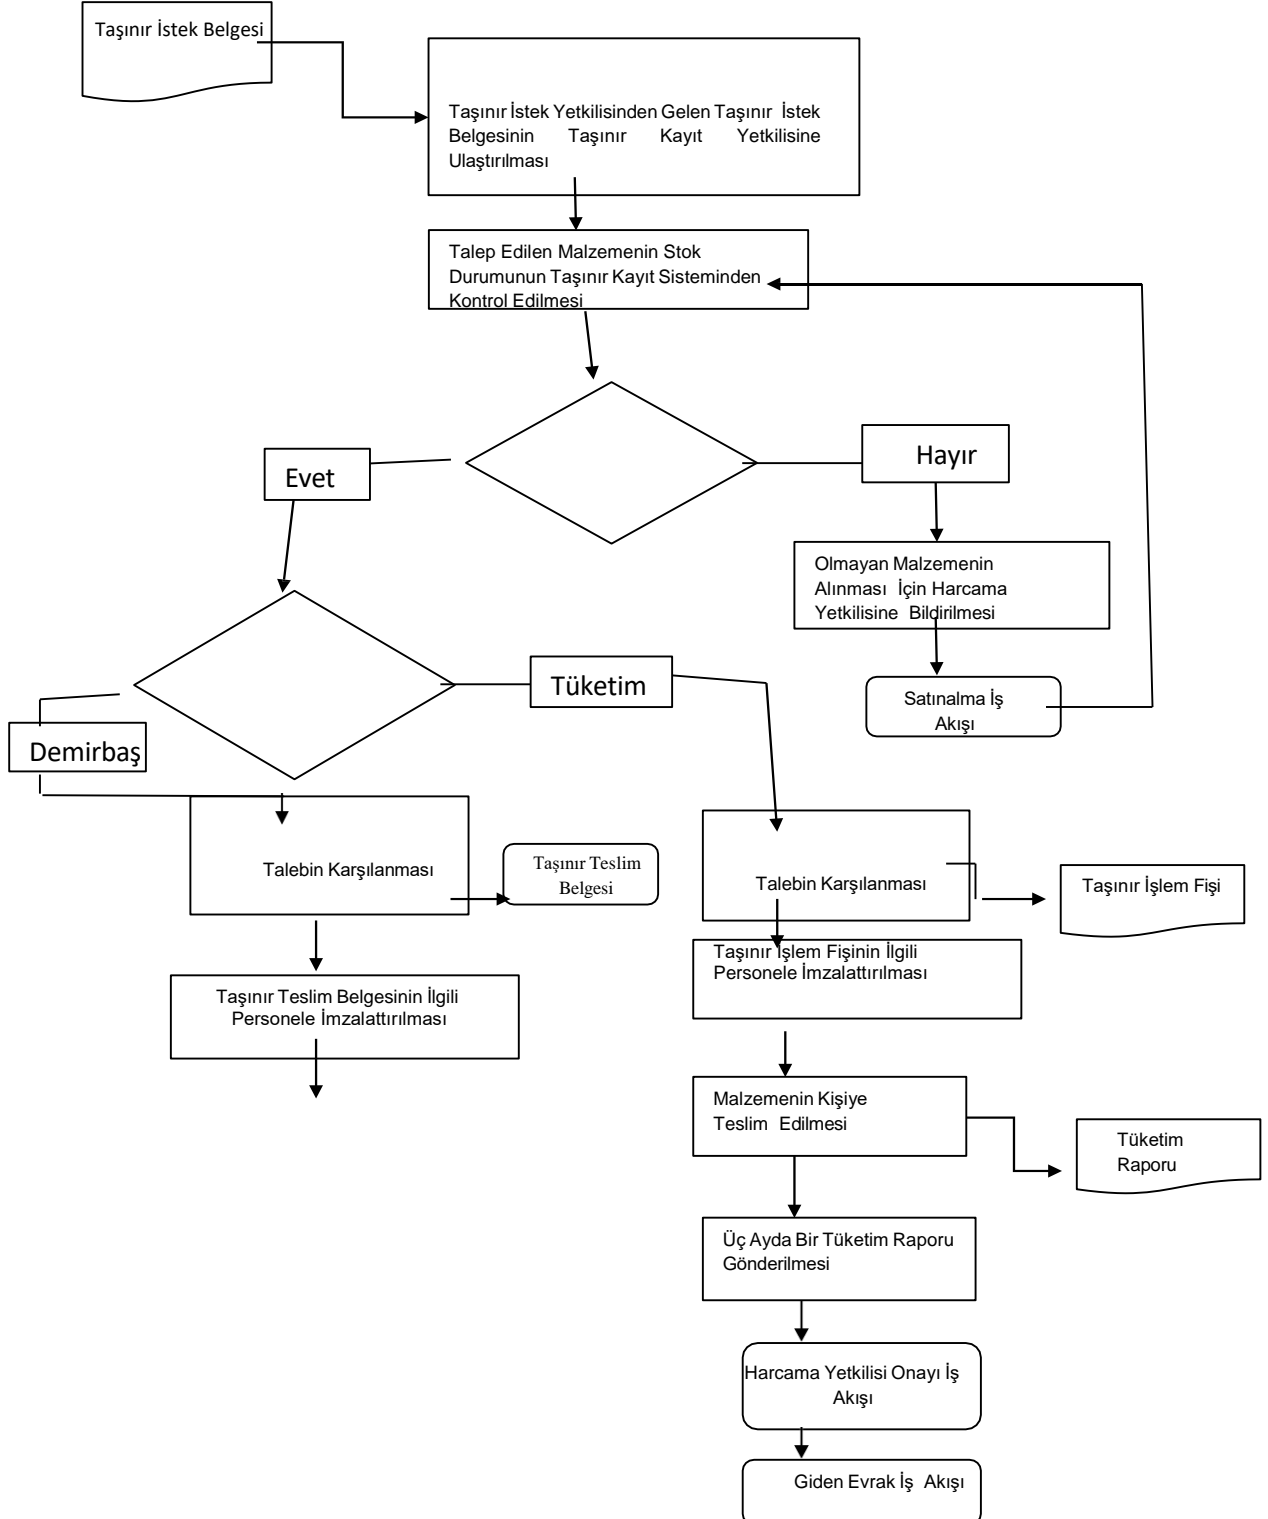 Taşınır İstek Belgesi
Taşınır İstek Yetkilisinden Gelen Taşınır İstek
Belgesinin Taşınır Kayıt Yetkilisine
Ulaştırılması
Talep Edilen Malzemenin Stok
Durumunun Taşınır Kayıt Sisteminden
Kontrol Edilmesi
Evet
Hayır
Olmayan Malzemenin
Alınması İçin Harcama
Yetkilisine Bildirilmesi
Tüketim
Satınalma İş
Akışı
Demirbaş
Talebin Karşılanması
Taşınır Teslim
Belgesi
Talebin Karşılanması
Taşınır İşlem Fişi
Taşınır İşlem Fişinin İlgili
Personele İmzalattırılması
Taşınır Teslim Belgesinin İlgili
Personele İmzalattırılması
Malzemenin Kişiye
Teslim Edilmesi
Tüketim
Raporu
Üç Ayda Bir Tüketim Raporu
Gönderilmesi
Harcama Yetkilisi Onayı İş
Akışı
Giden Evrak İş Akışı